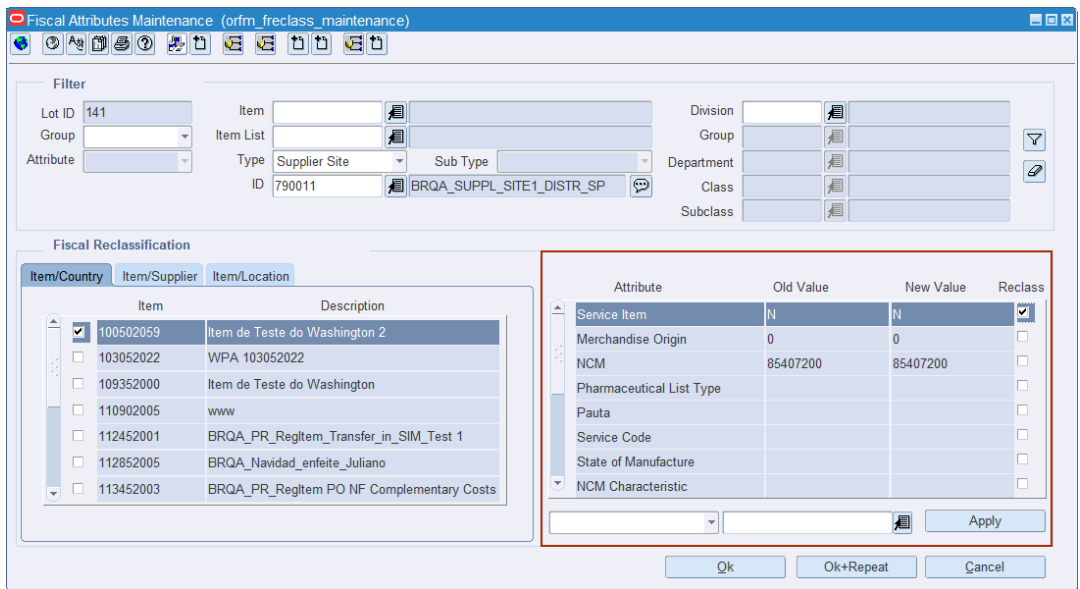 Fiscal Attributes Maintenance (orfm_freclass_maintenance)
Filter
Lot ID 141 Item Division
Group Item List Group
Attribute Type Supplier Site Sub Type Department
ID 790011 BRQA_SUPPL_SITE1_DISTR_SP Class
Subclass
Fiscal Reclassification
Item/Country Item/Supplier Item/Location
Item Description
100502059 Item de Teste do Washington 2
103052022 WPA 103052022
109352000 Item de Teste do Washington
110902005 www
112452001 BRQA_PR_RegItem_Transfer_in_SIM_Test 1
112852005 BRQA_Navidad_enfeite_Juliano
113452003 BRQA_PR_RegItem PO NF Complementary Costs
Attribute Old Value New Value Reclass
Service Item N N
Merchandise Origin 0 0
NCM 85407200 85407200
Pharmaceutical List Type
Pauta
Service Code
State of Manufacture
NCM Characteristic
Apply
Ok Ok+Repeat Cancel